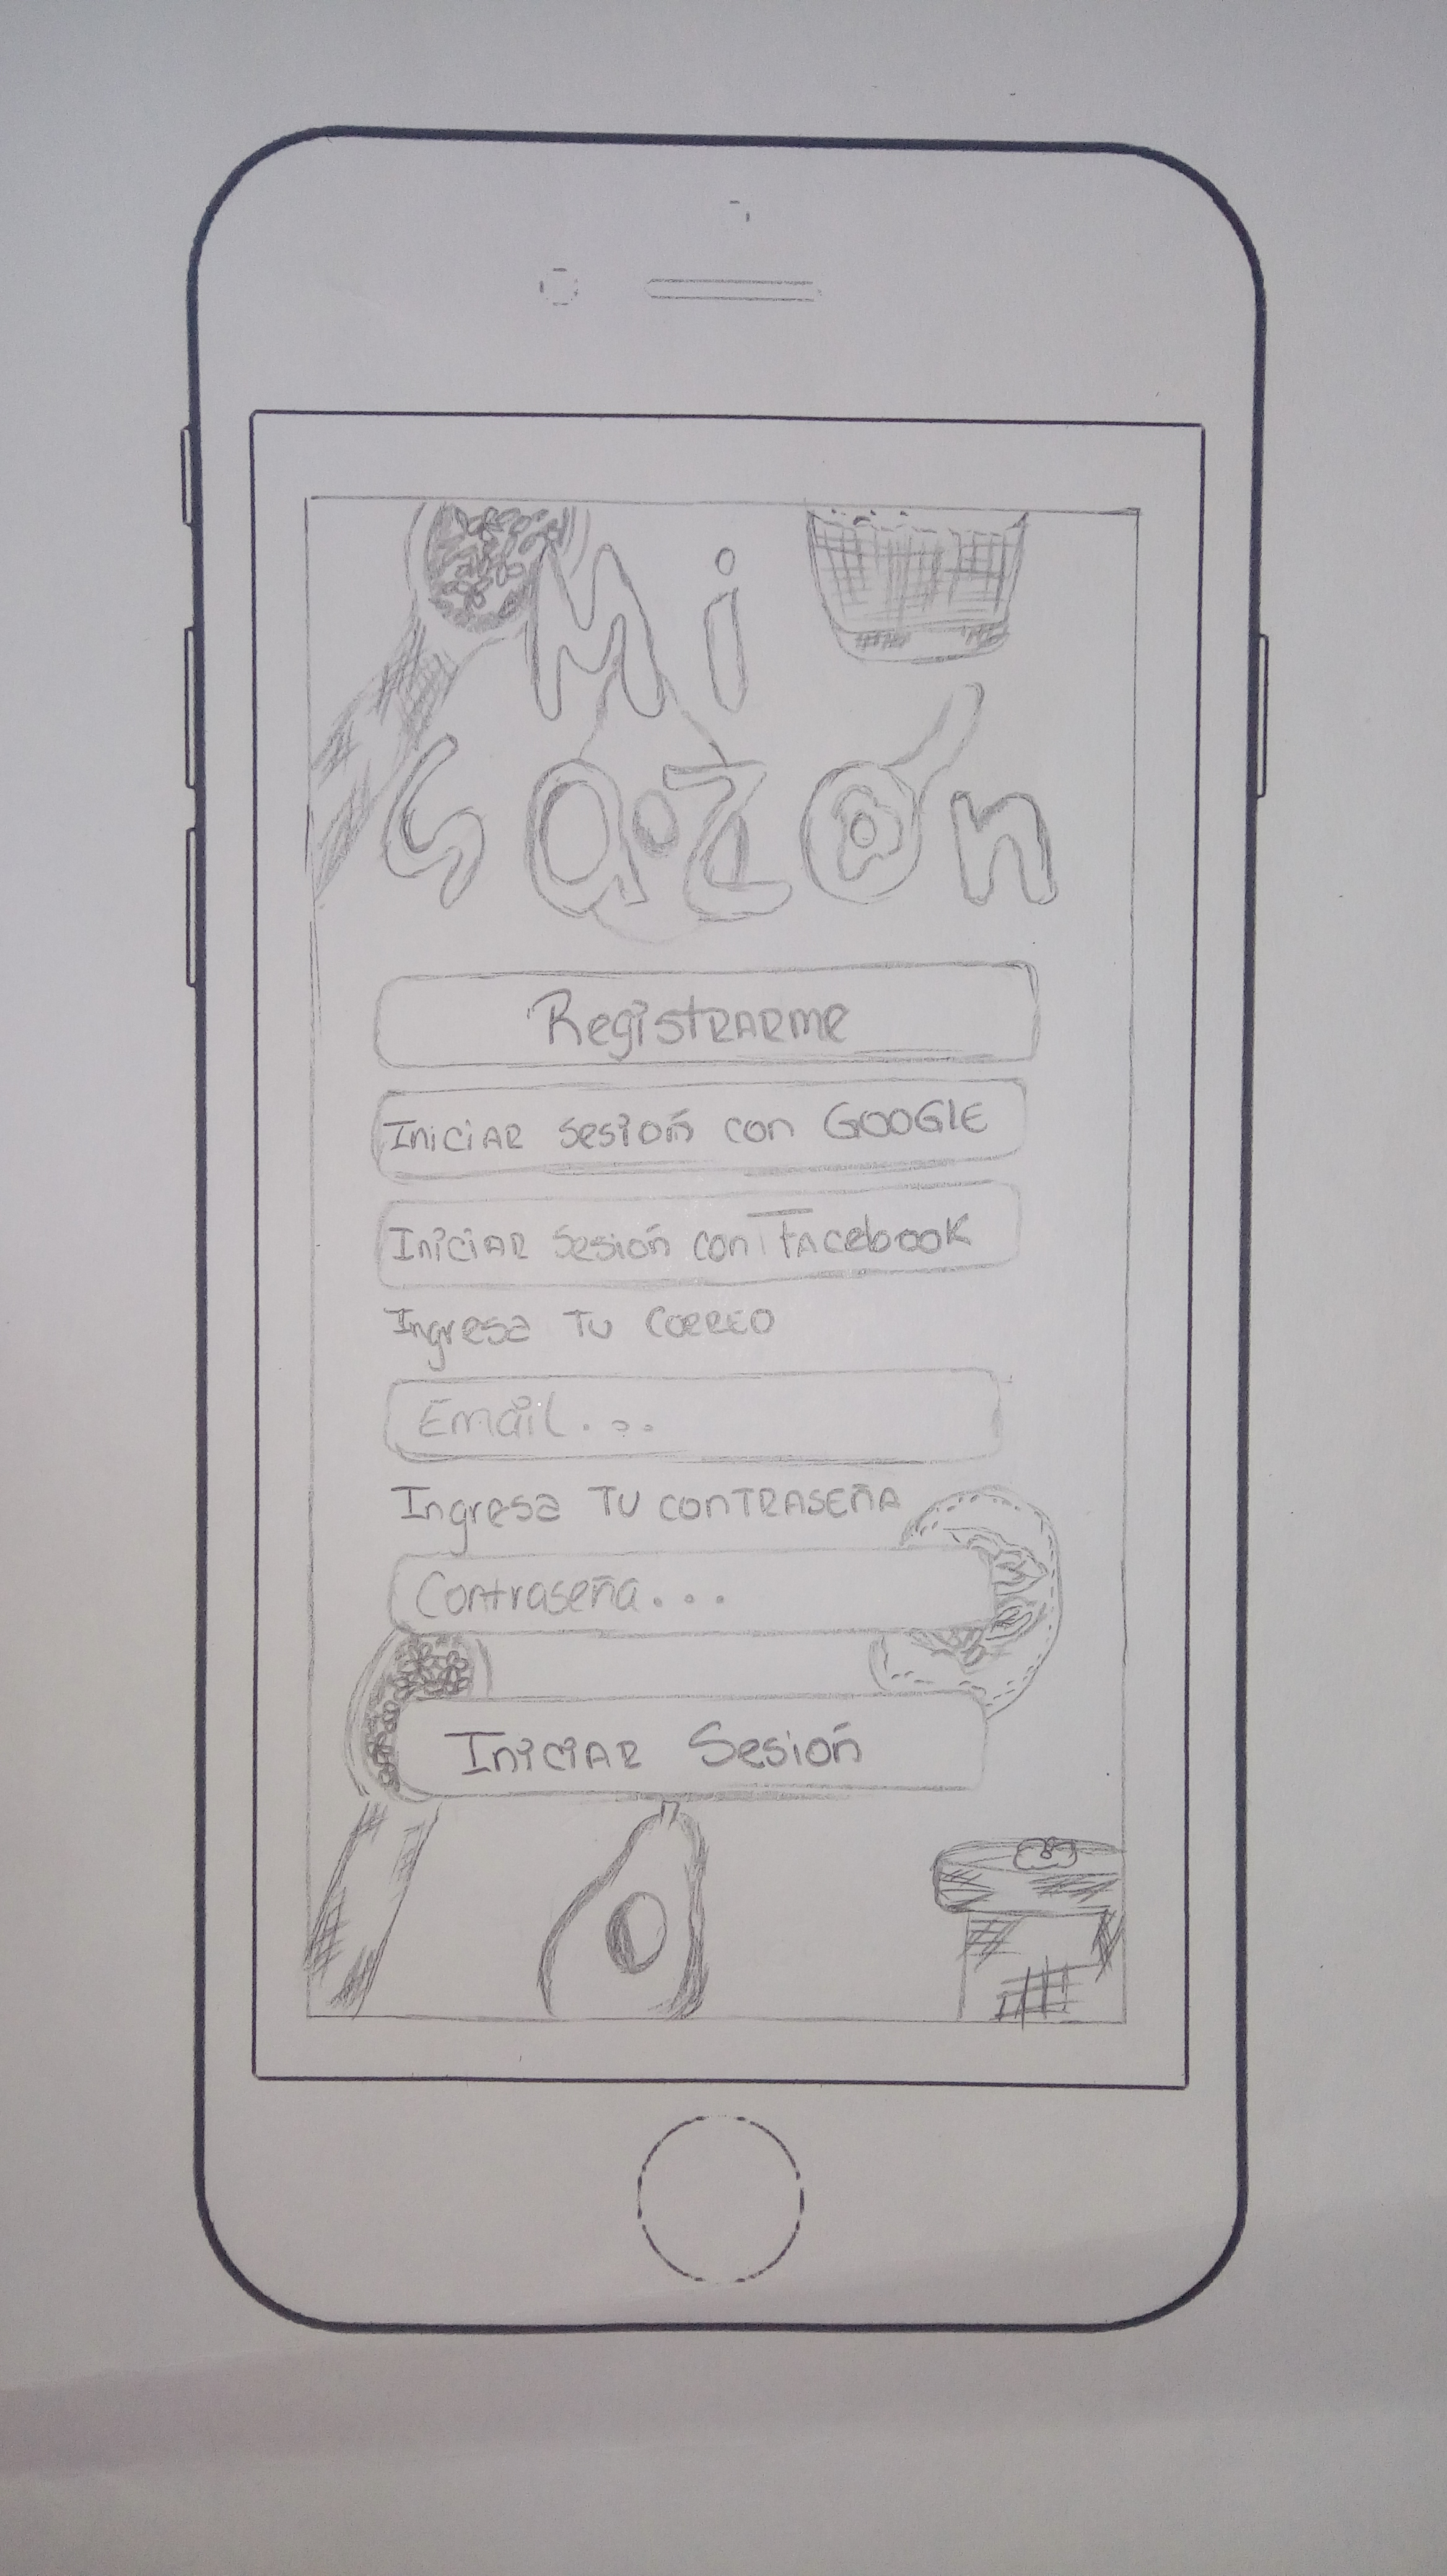 Mi
sazón
Registrarme
Iniciar sesión con GOOGLE
Iniciar sesión con Facebook
Ingresa Tu CORREO
Email...
Ingresa Tu contraseña
Contraseña...
Iniciar Sesión